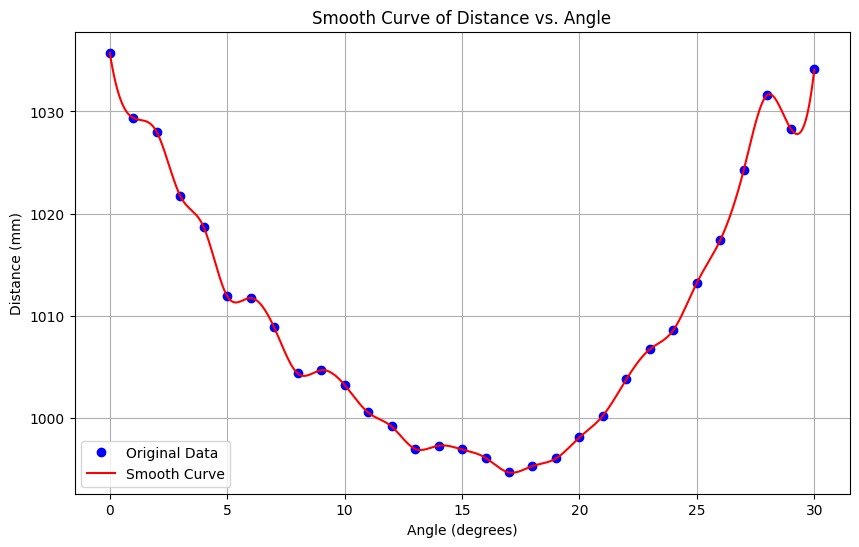 Smooth Curve of Distance vs. Angle
Distance (mm)
1030
1020
1010
1000
Original Data
Smooth Curve
0 5 10 15 20 25 30
Angle (degrees)